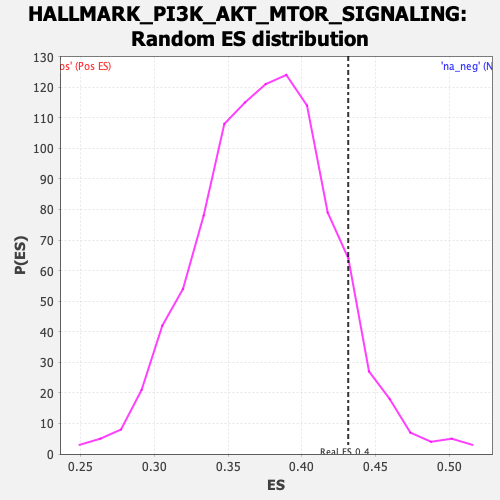 HALLMARK_PI3K_AKT_MTOR_SIGNALING:
Random ES distribution
os' (Pos ES)
'na_neg' (N
130
120
110
100
90
80
70
60
50
40
30
20
10
0
P(ES)
Real ES 0.4
0.25 0.30 0.35 0.40 0.45 0.50
ES